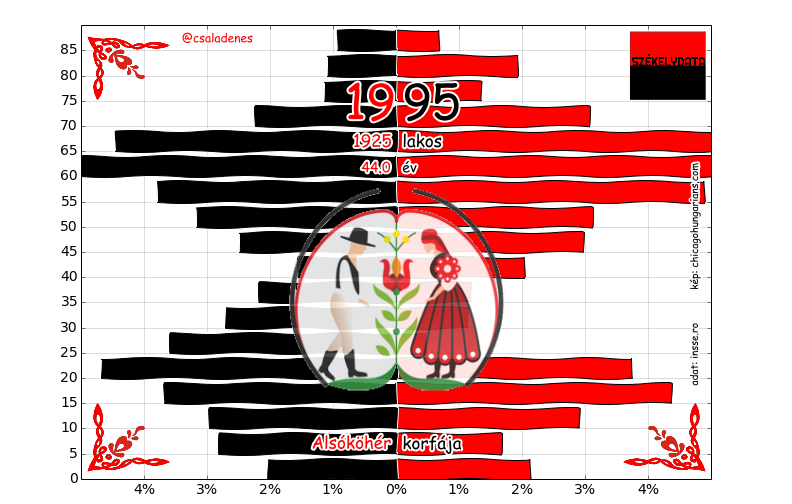 @csaladenes
SZÉKELYDATA
1995
1925 lakos
44.0 év
kép: chicagohungarians.com
adat: insse.ro
Alsóköhér korfája
85
80
75
70
65
60
55
50
45
40
35
30
25
20
15
10
5
0
4% 3% 2% 1% 0% 1% 2% 3% 4%